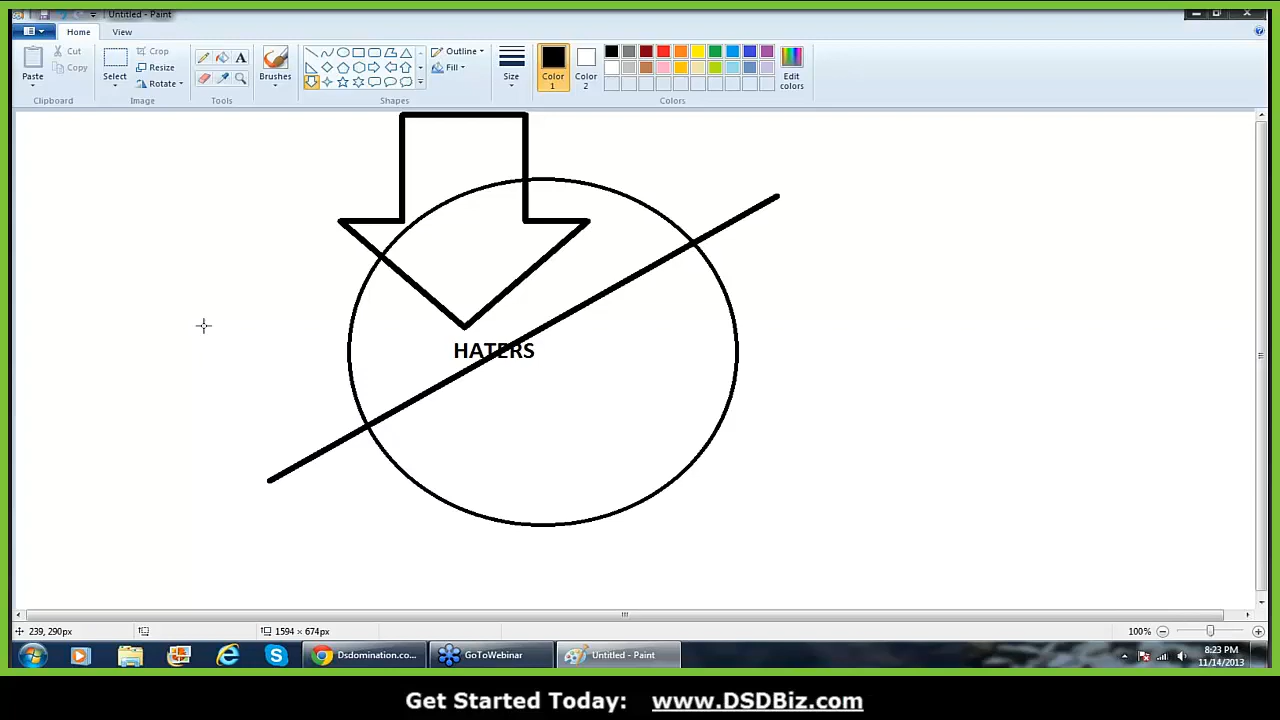 Untitled - Paint
Home View
Paste
Cut
Copy
Clipboard
Select
Crop
Resize
Rotate
Image
A
Tools
Brushes
Outline
Fill
Shapes
Size
Color
1
Color
2
Edit
colors
Colors
HATERS
239, 290px
1594 × 674px
100%
Dsdomination.co...
GoToWebinar
Untitled - Paint
8:23 PM
11/14/2013
Get Started Today: www.DSDBiz.com